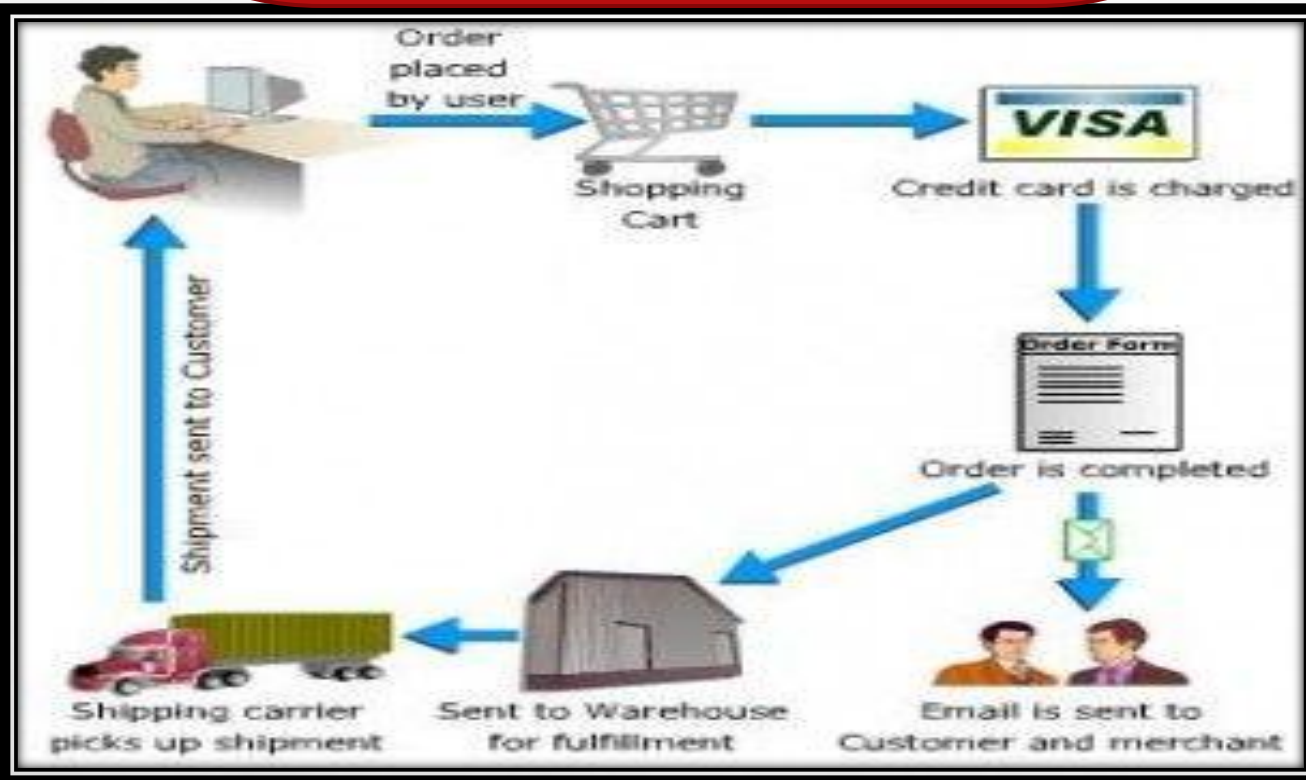 Order
placed
by user
Shopping
Cart
VISA
Credit card is charged
Order Form
Order is completed
Shipment sent to Customer
Shipping carrier
picks up shipment
Sent to Warehouse
for fulfillment
Email is sent to
Customer and merchant